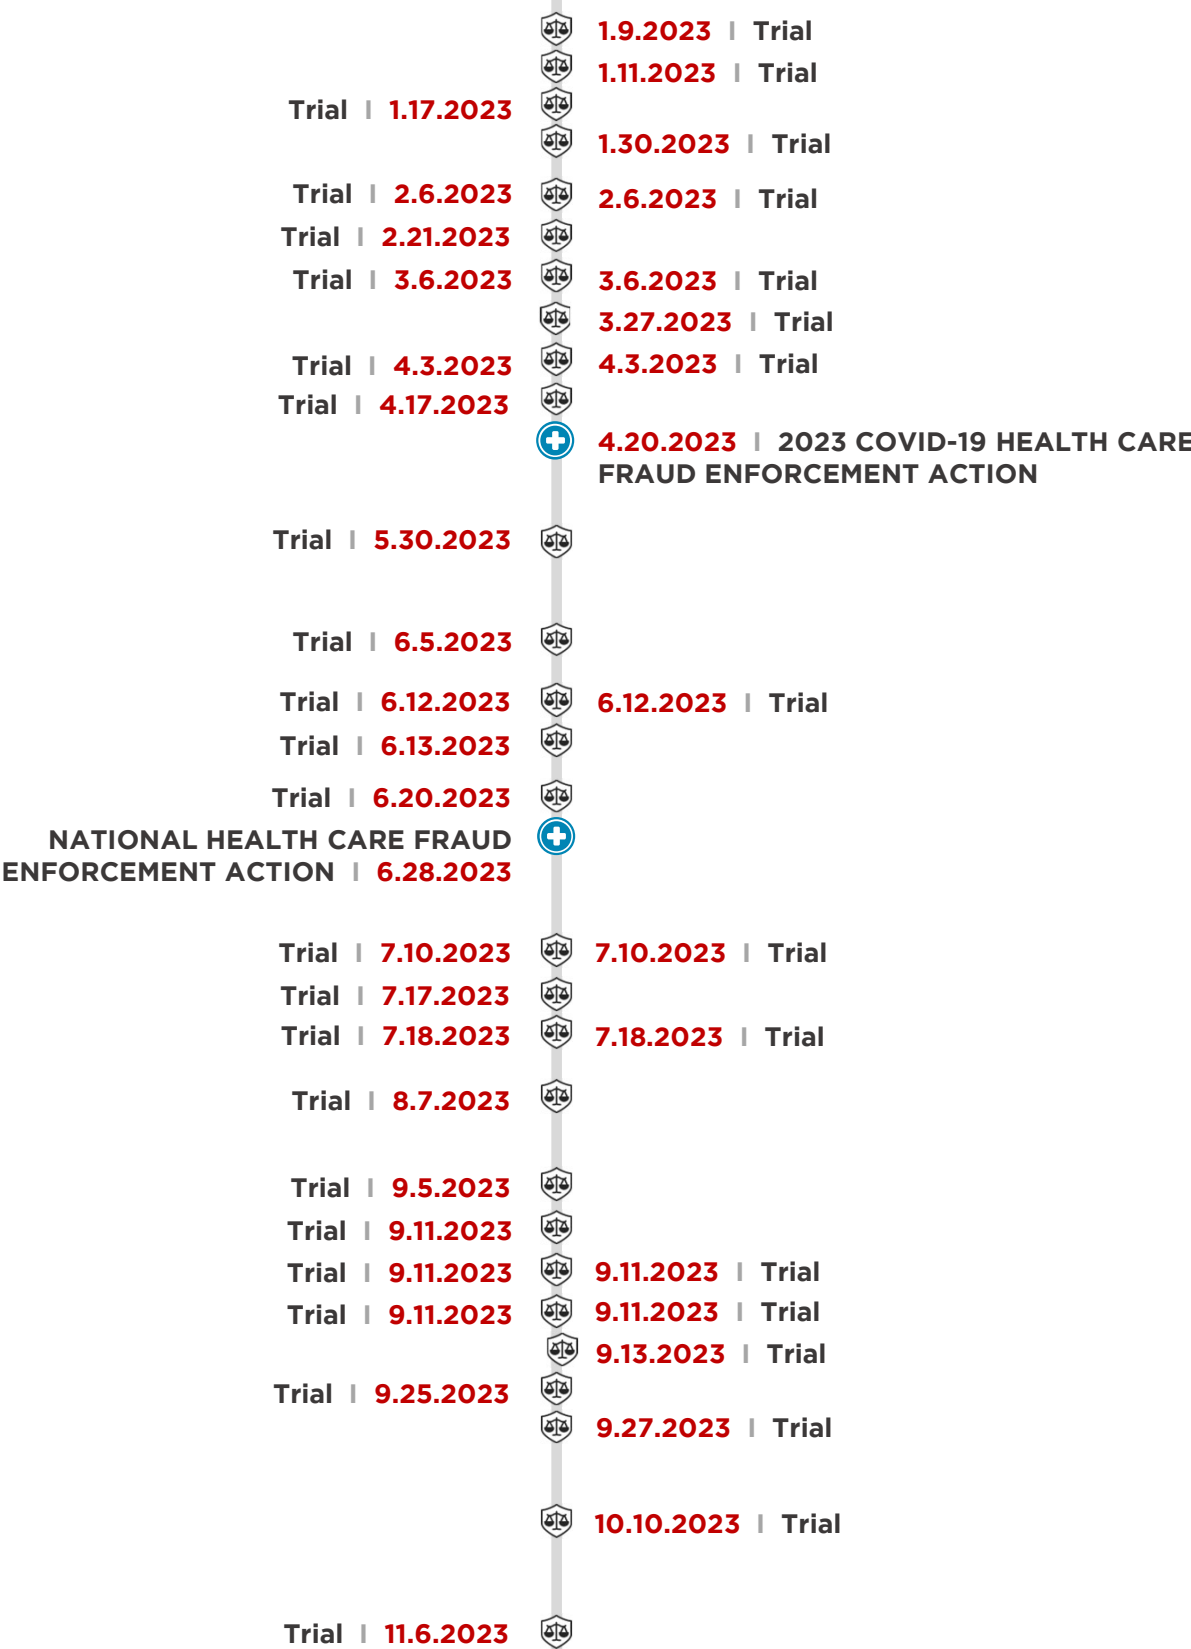 1.9.2023 | Trial
1.11.2023 | Trial
Trial | 1.17.2023
1.30.2023 | Trial
Trial | 2.6.2023
2.6.2023 | Trial
Trial | 2.21.2023
Trial | 3.6.2023
3.6.2023 | Trial
3.27.2023 | Trial
Trial | 4.3.2023
4.3.2023 | Trial
Trial | 4.17.2023
4.20.2023 | 2023 COVID-19 HEALTH CARE
FRAUD ENFORCEMENT ACTION
Trial | 5.30.2023
Trial | 6.5.2023
Trial | 6.12.2023
6.12.2023 | Trial
Trial | 6.13.2023
Trial | 6.20.2023
NATIONAL HEALTH CARE FRAUD
ENFORCEMENT ACTION | 6.28.2023
Trial | 7.10.2023
7.10.2023 | Trial
Trial | 7.17.2023
Trial | 7.18.2023
7.18.2023 | Trial
Trial | 8.7.2023
Trial | 9.5.2023
Trial | 9.11.2023
Trial | 9.11.2023
9.11.2023 | Trial
Trial | 9.11.2023
9.11.2023 | Trial
9.13.2023 | Trial
Trial | 9.25.2023
9.27.2023 | Trial
10.10.2023 | Trial
Trial | 11.6.2023